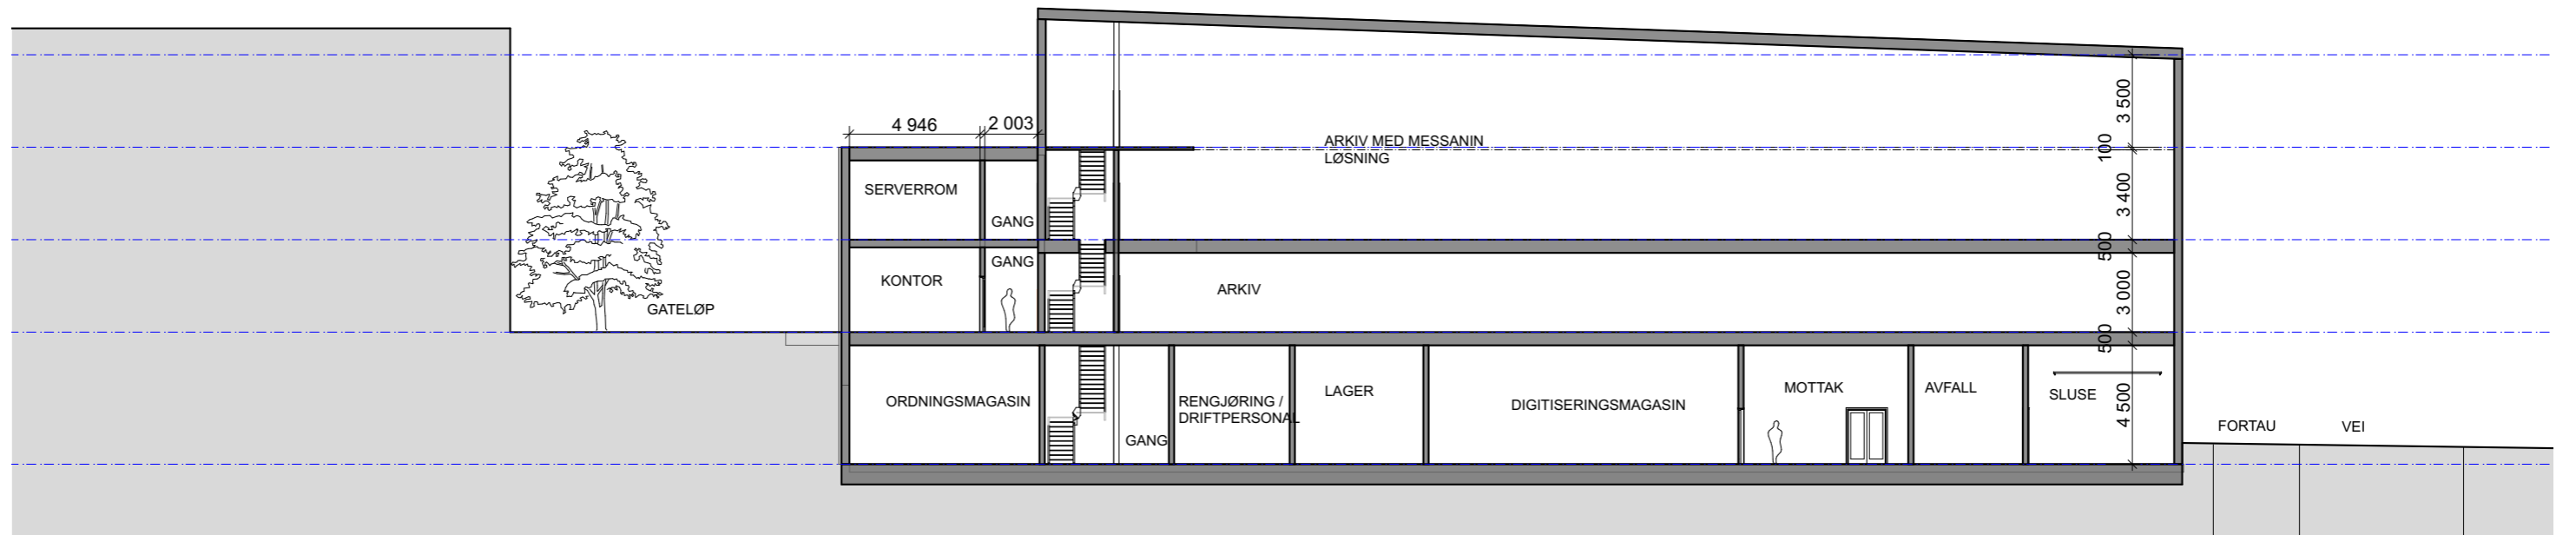 4 946
2 003
3 500
ARKIV MED MESSANIN
LØSNING
100
SERVERROM
3 400
GANG
500
GANG
KONTOR
ARKIV
3 000
GATELØP
500
ORDNINGSMAGASIN
RENGJØRING /
DRIFTPERSONAL
LAGER
DIGITISERINGSMAGASIN
MOTTAK
AVFALL
SLUSE
4 500
GANG
FORTAU
VEI